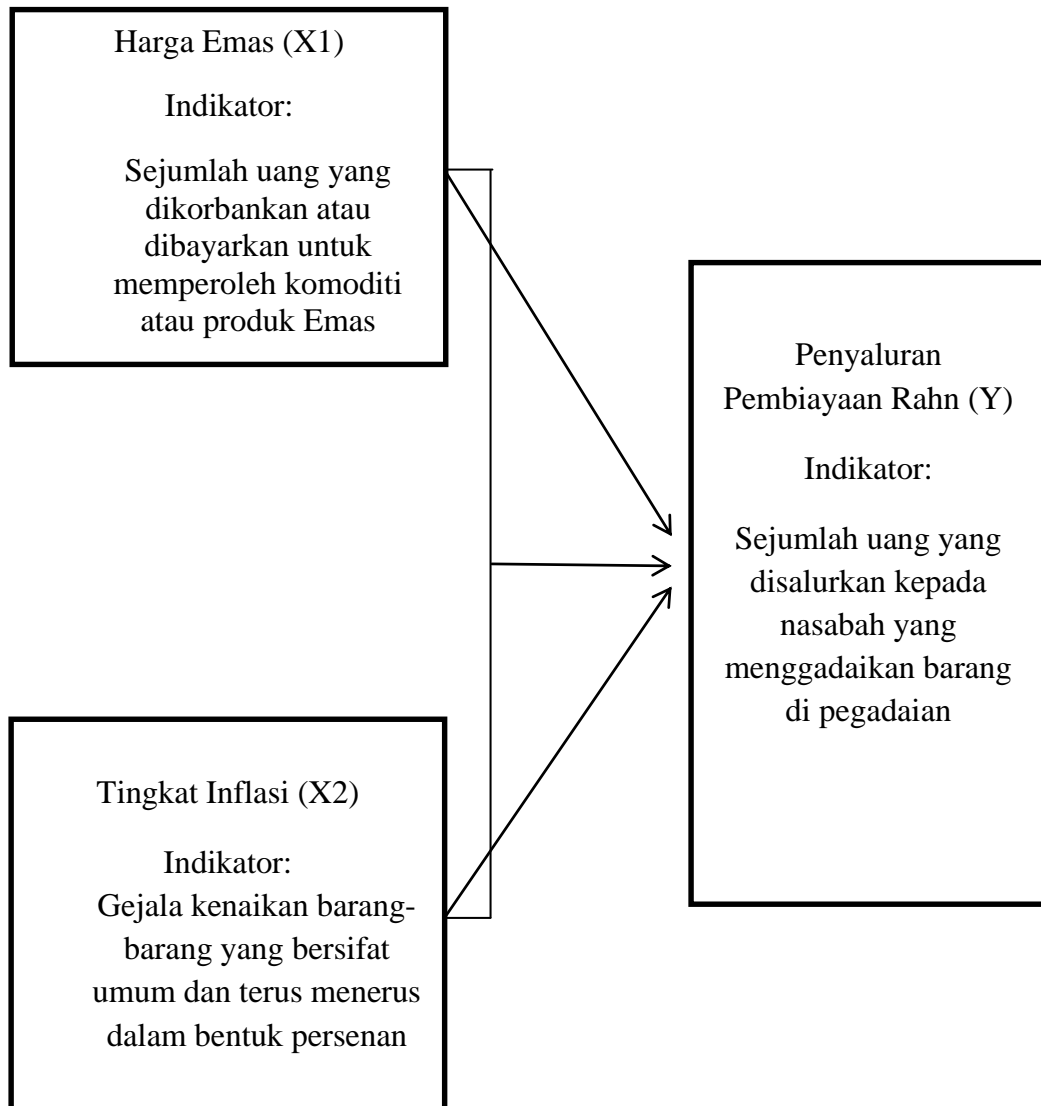 Harga Emas (X1)
Indikator:
Sejumlah uang yang
dikorbankan atau
dibayarkan untuk
memperoleh komoditi
atau produk Emas
Penyaluran
Pembiayaan Rahn (Y)
Indikator:
Sejumlah uang yang
disalurkan kepada
nasabah yang
menggadaikan barang
di pegadaian
Tingkat Inflasi (X2)
Indikator:
Gejala kenaikan barang-
barang yang bersifat
umum dan terus menerus
dalam bentuk persenan